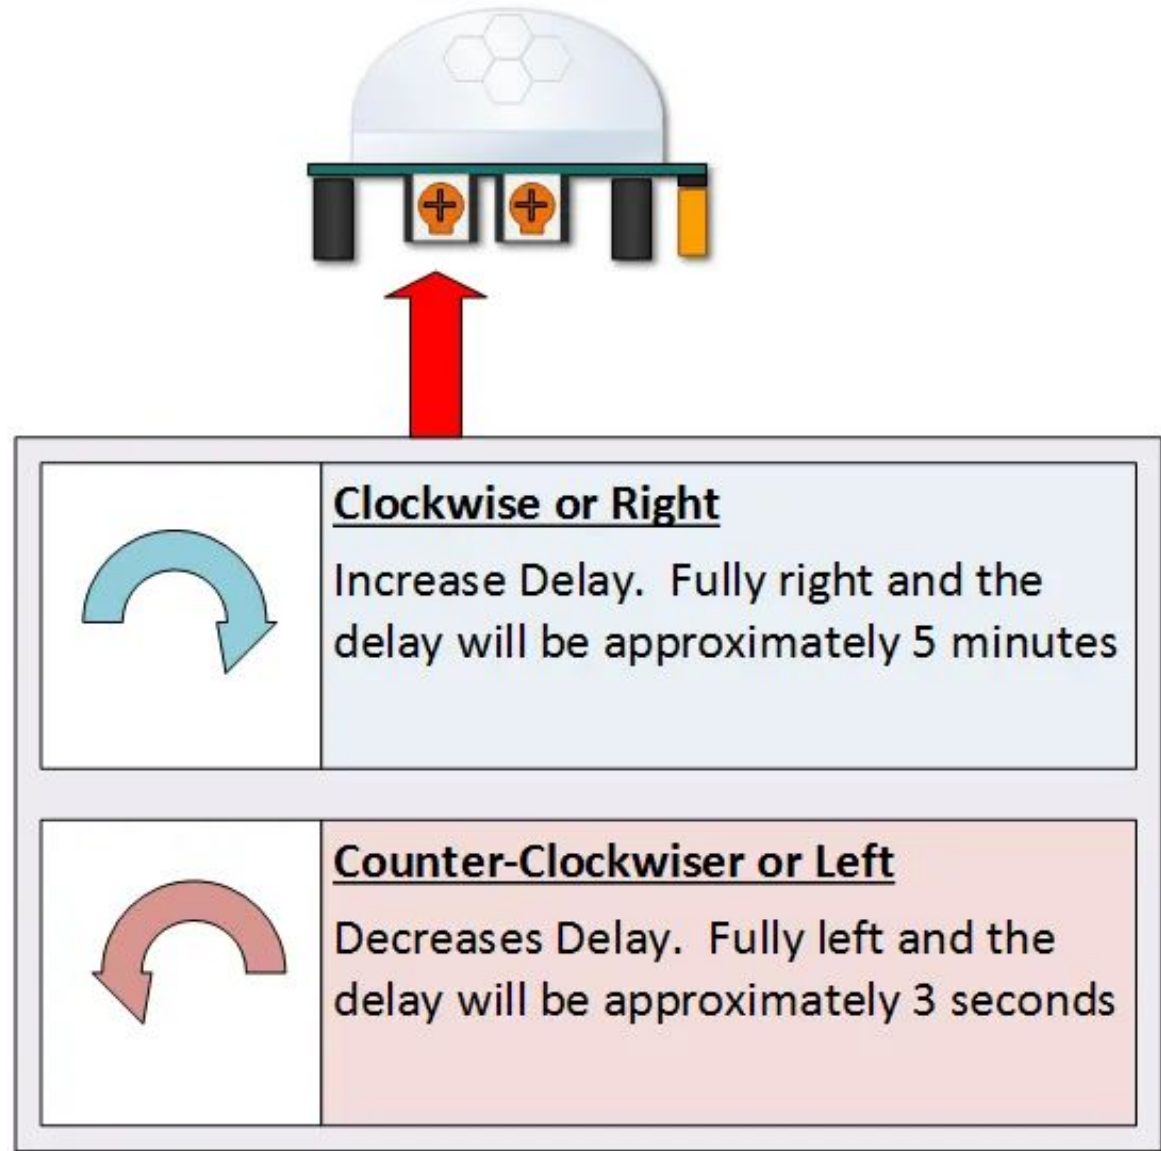 Clockwise or Right
Increase Delay.  Fully right and the
delay will be approximately 5 minutes
Counter-Clockwiser or Left
Decreases Delay.  Fully left and the
delay will be approximately 3 seconds